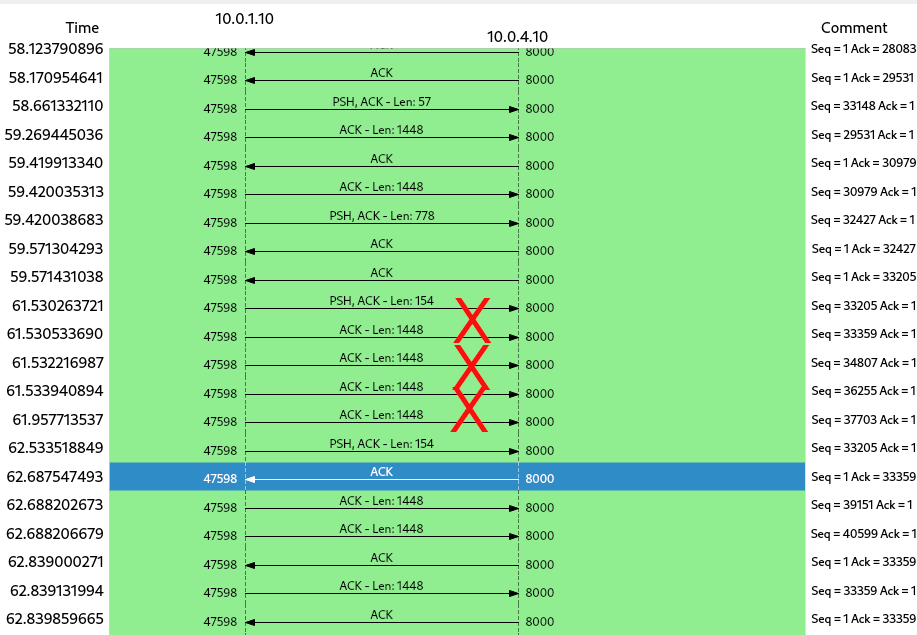 10.0.1.10
10.0.4.10
Time Comment
58.123790896 47598 8000 Seq = 1 Ack = 28083
58.170954641 47598 ACK 8000 Seq = 1 Ack = 29531
58.661332110 47598 PSH, ACK - Len: 57 8000 Seq = 33148 Ack = 1
59.269445036 47598 ACK - Len: 1448 8000 Seq = 29531 Ack = 1
59.419913340 47598 ACK 8000 Seq = 1 Ack = 30979
59.420035313 47598 ACK - Len: 1448 8000 Seq = 30979 Ack = 1
59.420038683 47598 PSH, ACK - Len: 778 8000 Seq = 32427 Ack = 1
59.571304293 47598 ACK 8000 Seq = 1 Ack = 32427
59.571431038 47598 ACK 8000 Seq = 1 Ack = 33205
61.530263721 47598 PSH, ACK - Len: 154 8000 Seq = 33205 Ack = 1
61.530533690 47598 ACK - Len: 1448 8000 Seq = 33359 Ack = 1
61.532216987 47598 ACK - Len: 1448 8000 Seq = 34807 Ack = 1
61.533940894 47598 ACK - Len: 1448 8000 Seq = 36255 Ack = 1
61.957713537 47598 ACK - Len: 1448 8000 Seq = 37703 Ack = 1
62.533518849 47598 PSH, ACK - Len: 154 8000 Seq = 33205 Ack = 1
62.687547493 47598 ACK 8000 Seq = 1 Ack = 33359
62.688202673 47598 ACK - Len: 1448 8000 Seq = 39151 Ack = 1
62.688206679 47598 ACK - Len: 1448 8000 Seq = 40599 Ack = 1
62.839000271 47598 ACK 8000 Seq = 1 Ack = 33359
62.839131994 47598 ACK - Len: 1448 8000 Seq = 33359 Ack = 1
62.839859665 47598 ACK 8000 Seq = 1 Ack = 33359